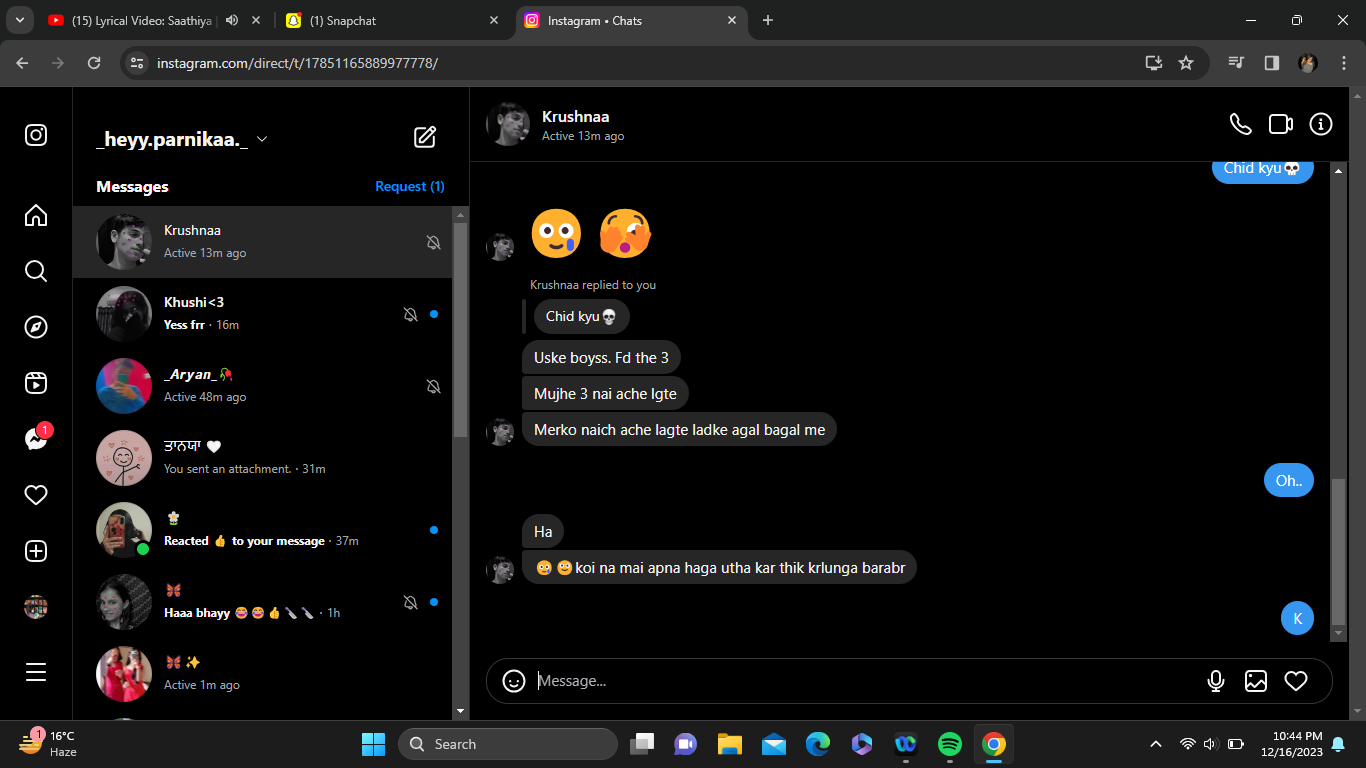 (15) Lyrical Video: Saathiya
(1) Snapchat
Instagram • Chats
instagram.com/direct/t/17851165889977778/
_heyy.parnikaa._
Messages
Request (1)
Krushnaa
Active 13m ago
Khushi<3
Yess frr · 16m
_Aryan_🥀
Active 48m ago
1
ਤਾਨਯਾ 🤍
You sent an attachment. · 31m
Reacted 👍 to your message · 37m
🦋
Haaa bhayy 😂😂👍🔪🔪 · 1h
🦋✨
Active 1m ago
Krushnaa
Active 13m ago
Chid kyu💀
Krushnaa replied to you
Chid kyu💀
Uske boyss. Fd the 3
Mujhe 3 nai ache lgte
Merko naich ache lagte ladke agal bagal me
Oh..
Ha
🥲🙂koi na mai apna haga utha kar thik krlunga barabr
K
Message...
1
16°C
Haze
Search
10:44 PM
12/16/2023